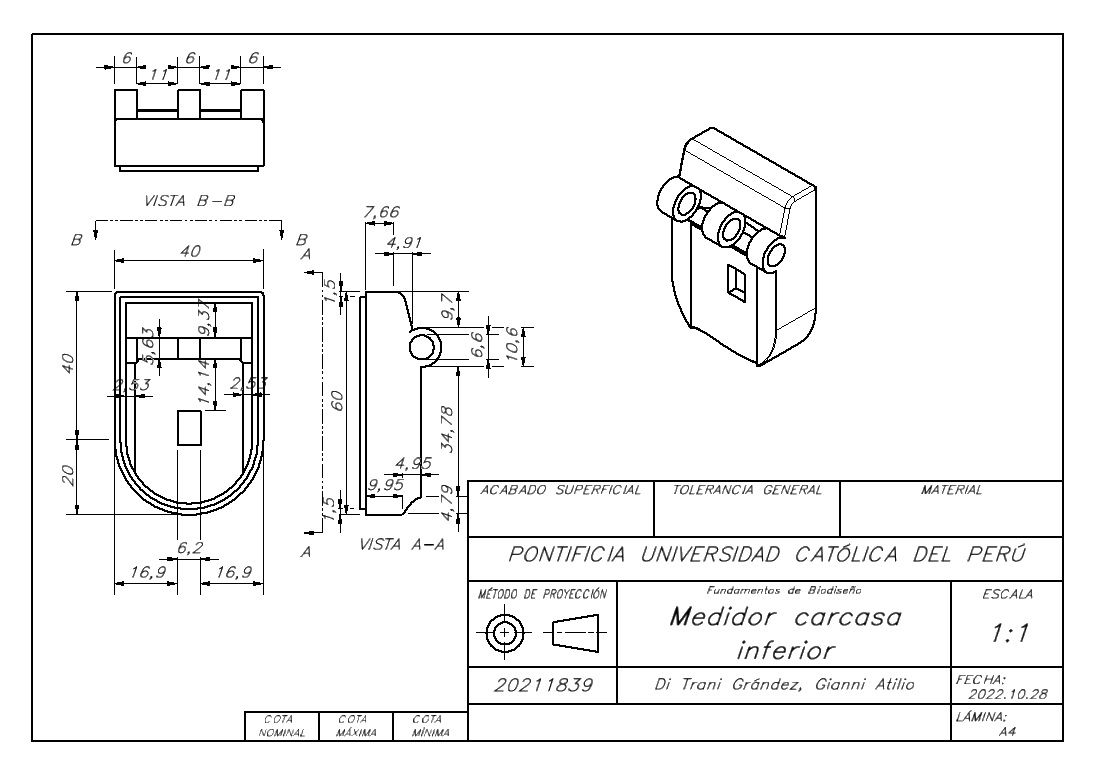 6 6 6
11 11
VISTA B-B
B B
40
A
7,66
4,91
1,5
9,7
6,6
10,6
9,37
5,63
14,14
2,53 2,53
40
20
60
34,78
4,95
9,95
4,79
1,5
A
VISTA A-A
6,2
16,9 16,9
ACABADO SUPERFICIAL TOLERANCIA GENERAL MATERIAL
PONTIFICIA UNIVERSIDAD CATÓLICA DEL PERÚ
MÉTODO DE PROYECCIÓN
Fundamentos de Biodiseño
Medidor carcasa
inferior
ESCALA
1:1
20211839
Di Trani Grández, Gianni Atilio
FECHA:
2022.10.28
LÁMINA:
A4
COTA
NOMINAL
COTA
MÁXIMA
COTA
MÍNIMA